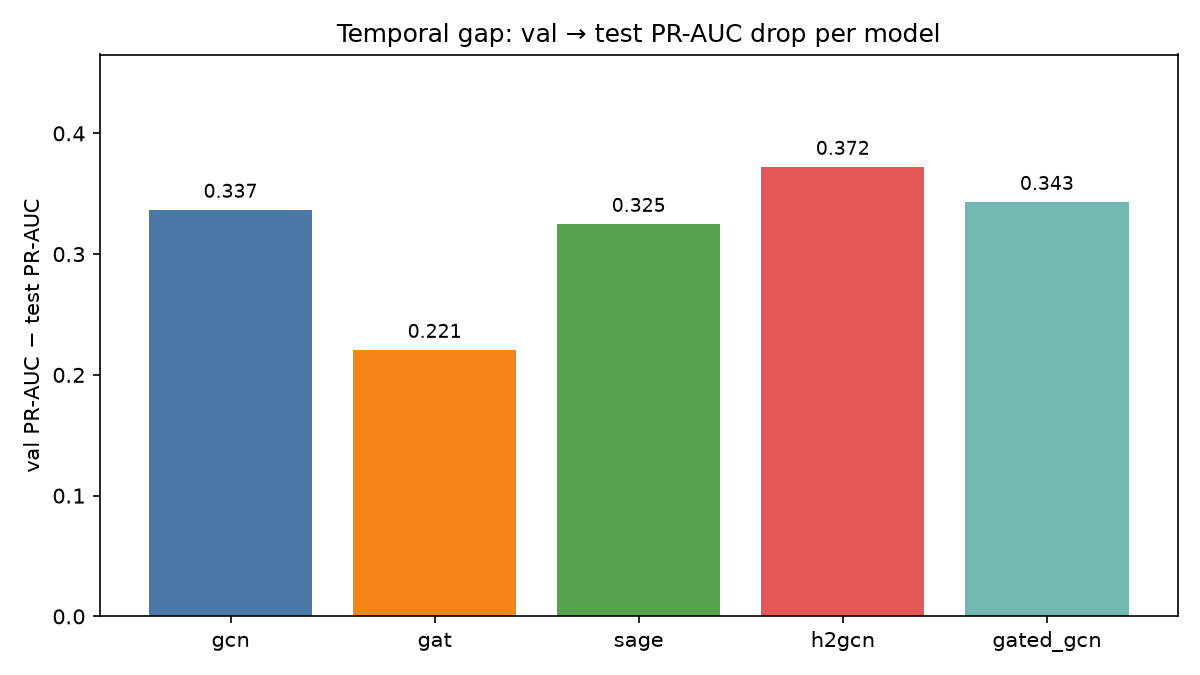 Temporal gap: val → test PR-AUC drop per model
val PR-AUC − test PR-AUC
0.4
0.3
0.2
0.1
0.0
0.337
0.221
0.325
0.372
0.343
gcn
gat
sage
h2gcn
gated_gcn